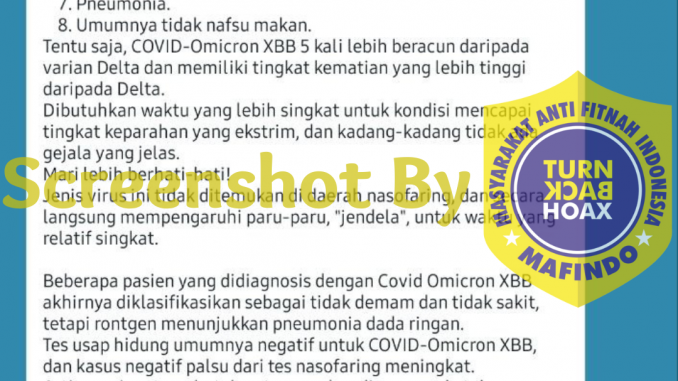 7. Pneumonia.
8. Umumnya tidak nafsu makan.
Tentu saja, COVID-Omicron XBB 5 kali lebih beracun daripada
varian Delta dan memiliki tingkat kematian yang lebih tinggi
daripada Delta.
Dibutuhkan waktu yang lebih singkat untuk kondisi mencapai
tingkat keparahan yang ekstrim, dan kadang-kadang tidak
gejala yang jelas.
Mari lebih berhati-hati!
Jenis virus ini tidak ditemukan di daerah nasofaring, dan secara
langsung mempengaruhi paru-paru, "jendela", untuk waktu yang
relatif singkat.
Beberapa pasien yang didiagnosis dengan Covid Omicron XBB
akhirnya diklasifikasikan sebagai tidak demam dan tidak sakit,
tetapi rontgen menunjukkan pneumonia dada ringan.
Tes usap hidung umumnya negatif untuk COVID-Omicron XBB,
dan kasus negatif palsu dari tes nasofaring meningkat.
Screenshot By
MASYARAKAT ANTI FITNAH INDONESIA
TURN
BACK
HOAX
MAFINDO